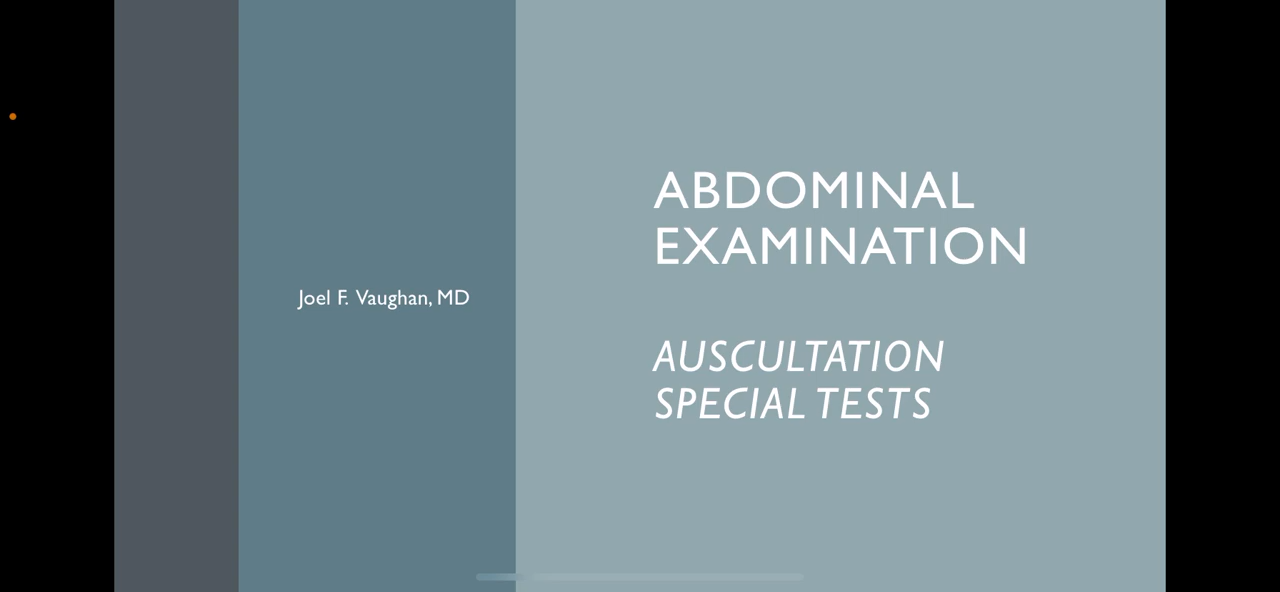 Joel F. Vaughan, MD
ABDOMINAL
EXAMINATION
AUSCULTATION
SPECIAL TESTS